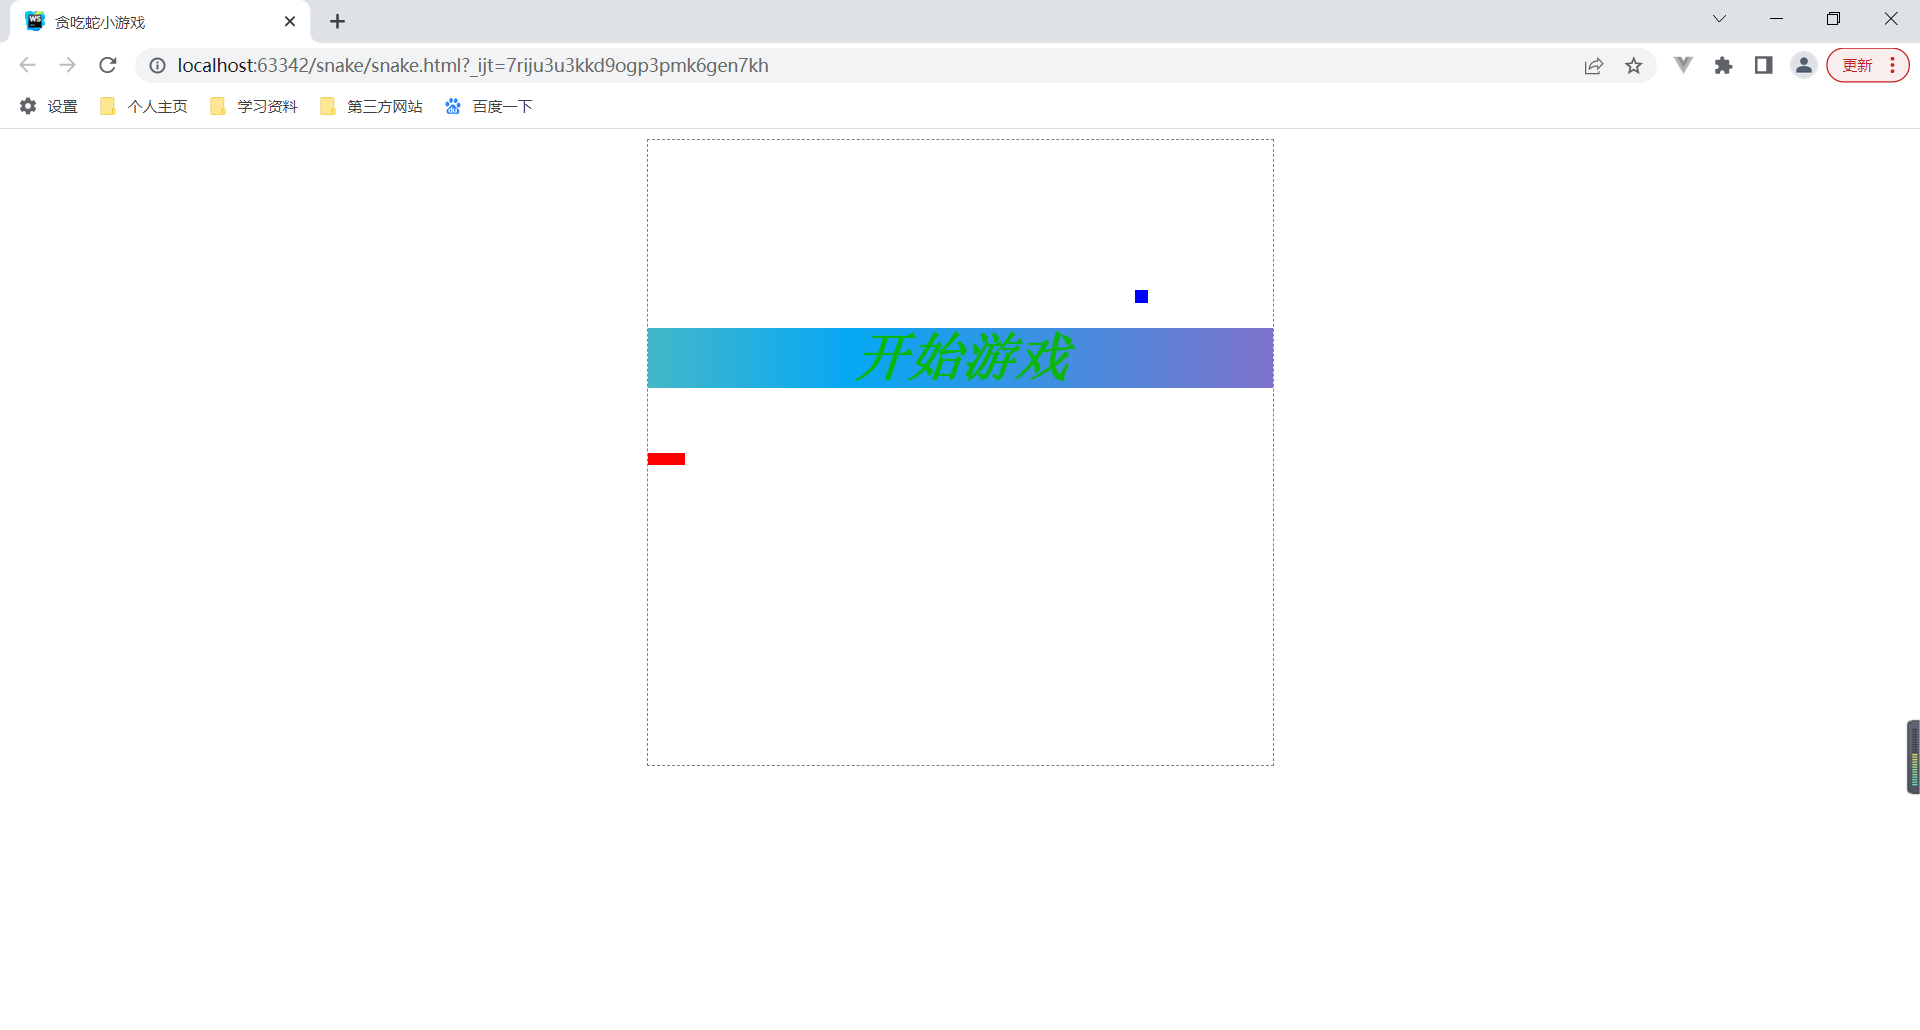 贪吃蛇小游戏
localhost:63342/snake/snake.html?_ijt=7riju3u3kkd9ogp3pmk6gen7kh
更新
设置 个人主页 学习资料 第三方网站 百度一下
开始游戏